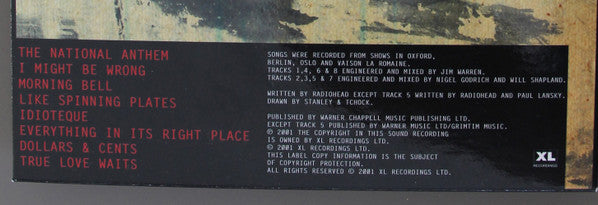 THE NATIONAL ANTHEM
I MIGHT BE WRONG
MORNING BELL
LIKE SPINNING PLATES
IDIOTEQUE
EVERYTHING IN ITS RIGHT PLACE
DOLLARS & CENTS
TRUE LOVE WAITS
SONGS WERE RECORDED FROM SHOWS IN OXFORD,
BERLIN, OSLO AND VAISON LA ROMAINE.
TRACKS 1,4, 6 & 8 ENGINEERED AND MIXED BY JIM WARREN.
TRACKS 2,3,5 & 7 ENGINEERED AND MIXED BY NIGEL GODRICH AND WILL SHAPLAND.
WRITTEN BY RADIOHEAD EXCEPT TRACK 5 WRITTEN BY RADIOHEAD AND PAUL LANSKY.
DRAWN BY STANLEY & TCHOCK.
PUBLISHED BY WARNER CHAPPELL MUSIC PUBLISHING LTD.
EXCEPT TRACK 5 PUBLISHED BY WARNER MUSIC LTD/GRIMTIM MUSIC.
℗ 2001 THE COPYRIGHT IN THIS SOUND RECORDING
IS OWNED BY XL RECORDINGS LTD.
© 2001 XL RECORDINGS LTD.
THIS LABEL COPY INFORMATION IS THE SUBJECT
OF COPYRIGHT PROTECTION.
ALL RIGHTS RESERVED © 2001 XL RECORDINGS LTD.
XL
RECORDINGS